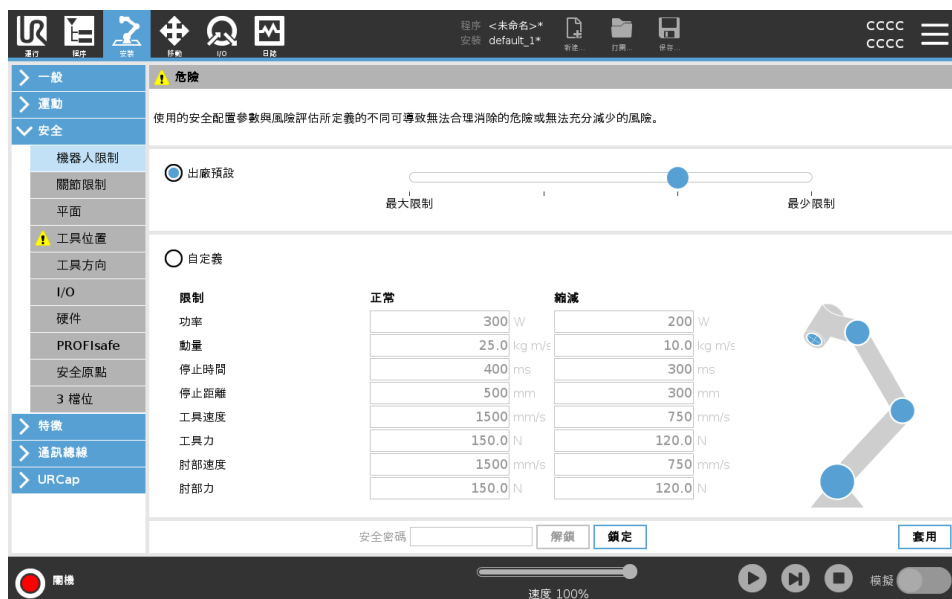 程序 <未命名>*
安裝 default_1*
CCCC
CCCC
運行 程序 安裝 移動 I/O 日誌 新建... 打開... 保存...
一般
運動
安全
機器人限制
關節限制
平面
工具位置
工具方向
I/O
硬件
PROFIsafe
安全原點
3 檔位
特徵
通訊總線
URCap
危險
使用的安全配置參數與風險評估所定義的不同可導致無法合理消除的危險或無法充分減少的風險。
出廠預設
最大限制 最少限制
自定義
限制 正常 縮減
功率 300 W 200 W
動量 25.0 kg m/s 10.0 kg m/s
停止時間 400 ms 300 ms
停止距離 500 mm 300 mm
工具速度 1500 mm/s 750 mm/s
工具力 150.0 N 120.0 N
肘部速度 1500 mm/s 750 mm/s
肘部力 150.0 N 120.0 N
安全密碼 解鎖 鎖定 套用
關機 速度 100% 模擬